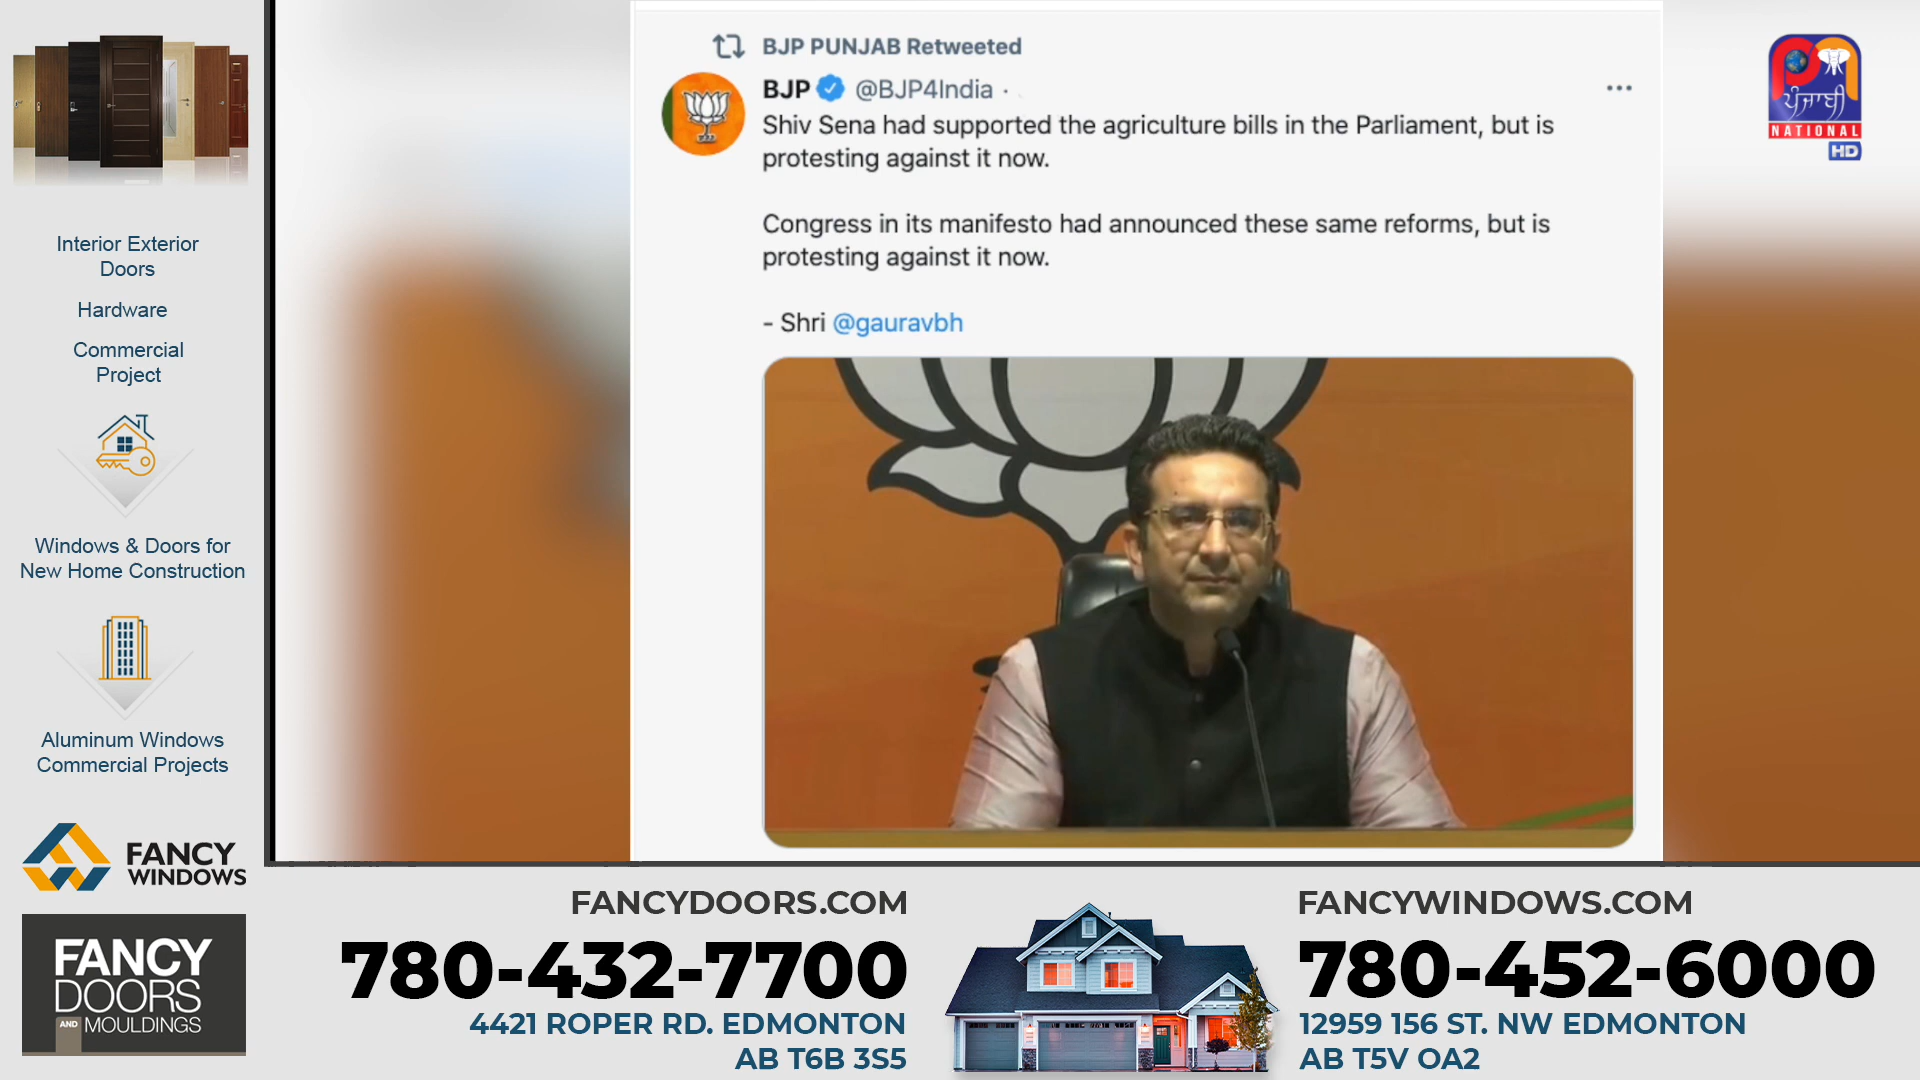 BJP PUNJAB Retweeted
BJP @BJP4India ·
Shiv Sena had supported the agriculture bills in the Parliament, but is
protesting against it now.
Congress in its manifesto had announced these same reforms, but is
protesting against it now.
- Shri @gauravbh
ਪੰਜਾਬੀ
NATIONAL
HD
Interior Exterior
Doors
Hardware
Commercial
Project
Windows & Doors for
New Home Construction
Aluminum Windows
Commercial Projects
FANCY
WINDOWS
FANCY
DOORS
AND MOULDINGS
FANCYDOORS.COM
780-432-7700
4421 ROPER RD. EDMONTON
AB T6B 3S5
FANCYWINDOWS.COM
780-452-6000
12959 156 ST. NW EDMONTON
AB T5V OA2